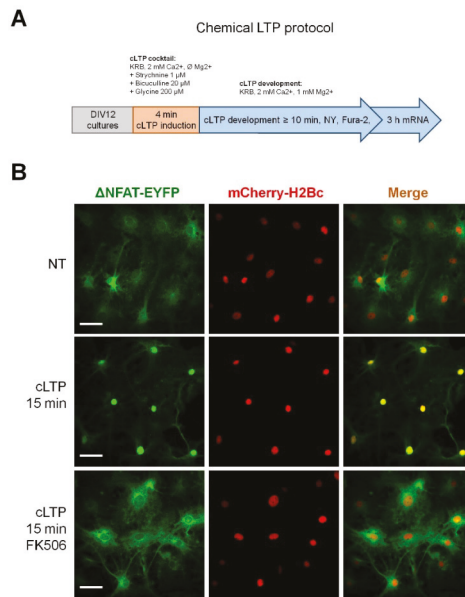 A
Chemical LTP protocol
cLTP cocktail:
KRB, 2 mM Ca2+, Ø Mg2+
+ Strychnine 1 µM
+ Bicuculline 20 µM
+ Glycine 200 µM
cLTP development:
KRB, 2 mM Ca2+, 1 mM Mg2+
DIV12
cultures
4 min
cLTP induction
cLTP development ≥ 10 min, NY, Fura-2,
3 h mRNA
B
ΔNFAT-EYFP
mCherry-H2Bc
Merge
NT
cLTP
15 min
cLTP
15 min
FK506